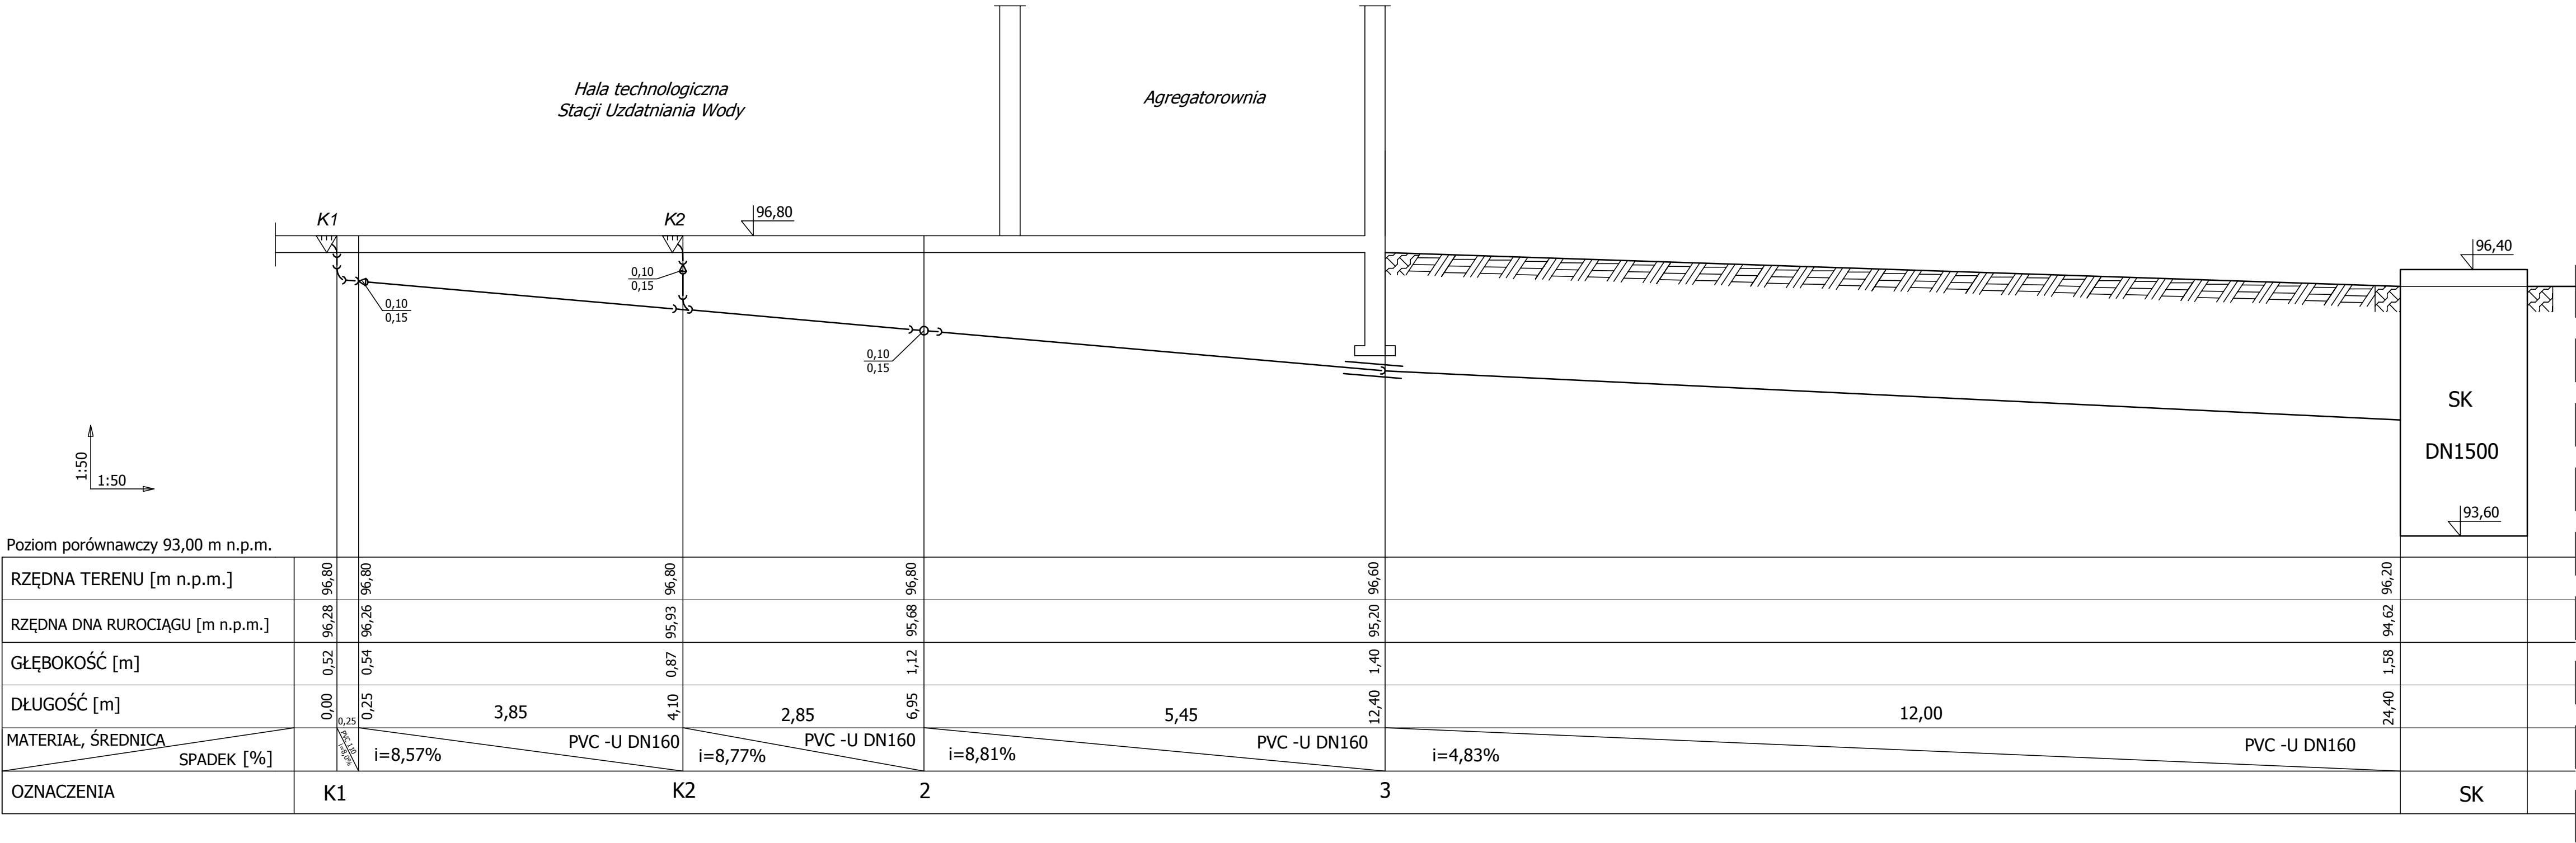 Hala technologiczna
Stacji Uzdatniania Wody
Agregatorownia
K1
K2
96,80
96,40
0,10
0,15
0,10
0,15
0,10
0,15
SK
DN1500
93,60
1:50
1:50
Poziom porównawczy 93,00 m n.p.m.
RZĘDNA TERENU [m n.p.m.]
96,80
96,80
96,80
96,80
96,60
96,20
RZĘDNA DNA RUROCIĄGU [m n.p.m.]
96,28
96,26
95,93
95,68
95,20
94,62
GŁĘBOKOŚĆ [m]
0,52
0,54
0,87
1,12
1,40
1,58
DŁUGOŚĆ [m]
0,00
0,25
0,25
3,85
4,10
2,85
6,95
5,45
12,40
12,00
24,40
MATERIAŁ, ŚREDNICA
SPADEK [%]
PVC 110
i=8,0%
i=8,57%
PVC -U DN160
i=8,77%
PVC -U DN160
i=8,81%
PVC -U DN160
i=4,83%
PVC -U DN160
OZNACZENIA
K1
K2
2
3
SK